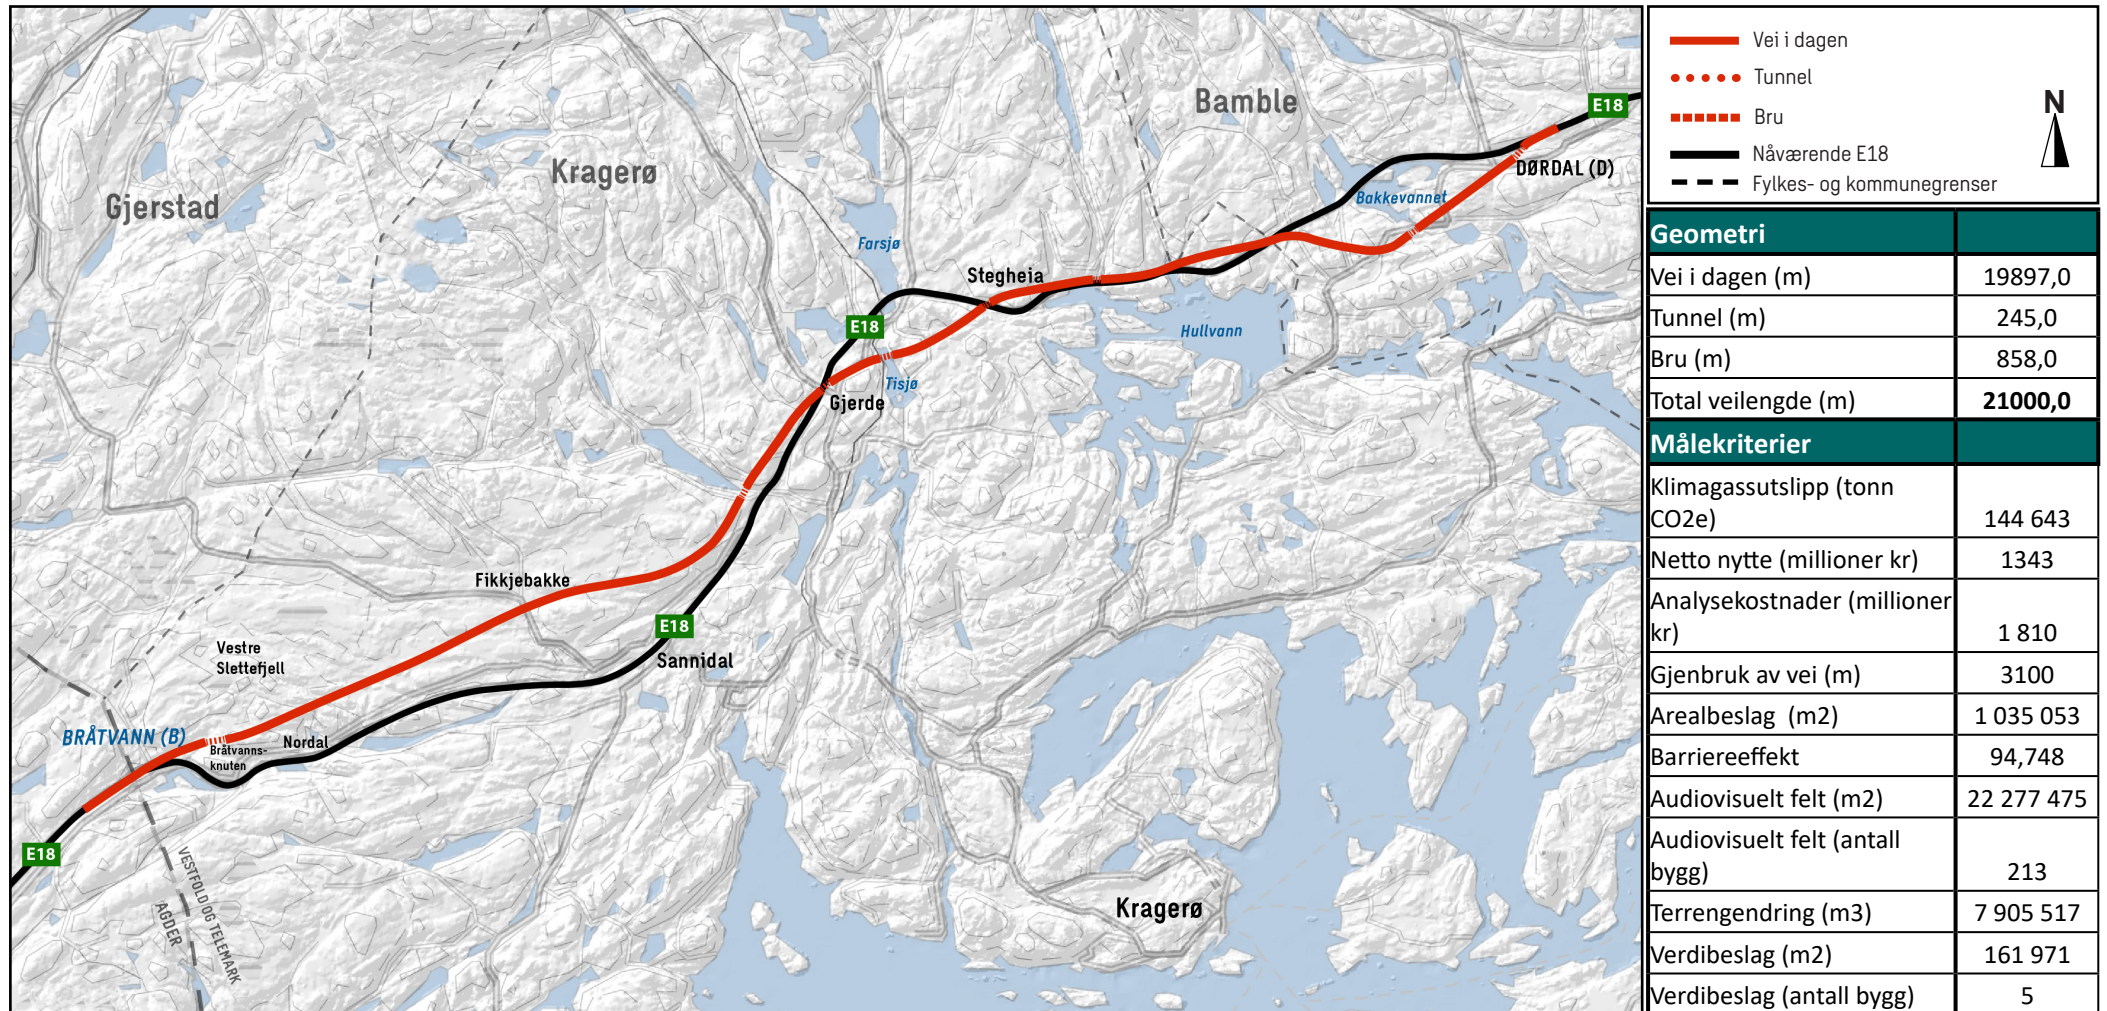 Bamble
E18
DØRDAL (D)
Kragerø
Gjerstad
Bakkevannet
Farsjø
Stegheia
E18
Hullvann
Tisjø
Gjerde
Fikkjebakke
E18
Sannidal
Vestre
Slettefjell
BRÅTVANN (B)
Nordal
Bråtvanns-
knuten
E18
VESTFOLD OG TELEMARK
AGDER
Kragerø
Vei i dagen
Tunnel
Bru
Nåværende E18
Fylkes- og kommunegrenser
N
Geometri
Vei i dagen (m) 19897,0
Tunnel (m) 245,0
Bru (m) 858,0
Total veilengde (m) 21000,0
Målekriterier
Klimagassutslipp (tonn
CO2e) 144 643
Netto nytte (millioner kr) 1343
Analysekostnader (millioner
kr) 1 810
Gjenbruk av vei (m) 3100
Arealbeslag (m2) 1 035 053
Barriereeffekt 94,748
Audiovisuelt felt (m2) 22 277 475
Audiovisuelt felt (antall
bygg) 213
Terrengendring (m3) 7 905 517
Verdibeslag (m2) 161 971
Verdibeslag (antall bygg) 5